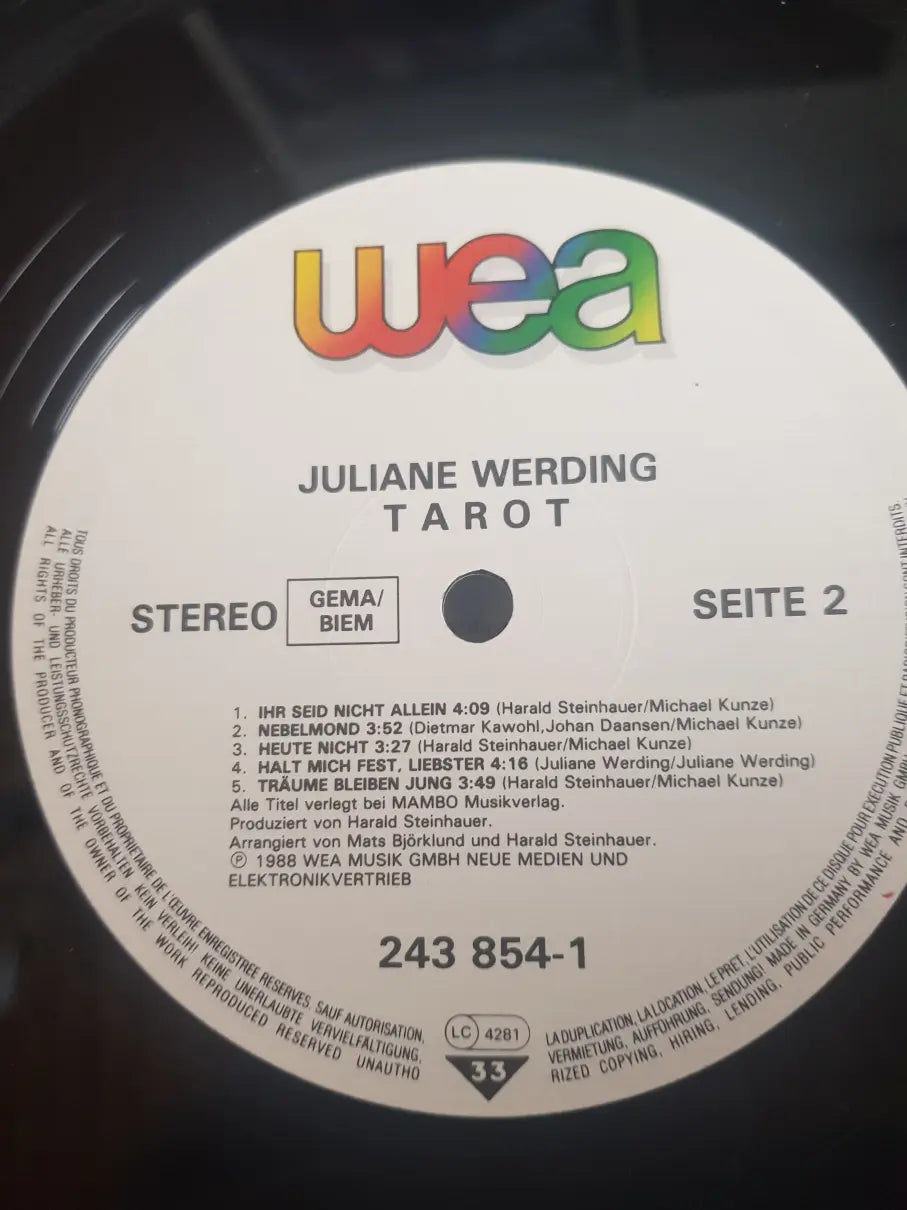 wea
JULIANE WERDING
TAROT
STEREO
GEMA/
BIEM
SEITE 2
1. IHR SEID NICHT ALLEIN 4:09 (Harald Steinhauer/Michael Kunze)
2. NEBELMOND 3:52 (Dietmar Kawohl,Johan Daansen/Michael Kunze)
3. HEUTE NICHT 3:27 (Harald Steinhauer/Michael Kunze)
4. HALT MICH FEST, LIEBSTER 4:16 (Juliane Werding/Juliane Werding)
5. TRÄUME BLEIBEN JUNG 3:49 (Harald Steinhauer/Michael Kunze)
Alle Titel verlegt bei MAMBO Musikverlag.
Produziert von Harald Steinhauer.
Arrangiert von Mats Björklund und Harald Steinhauer.
Ⓟ 1988 WEA MUSIK GMBH NEUE MEDIEN UND
ELEKTRONIKVERTRIEB
243 854-1
LC 4281
33
TOUS DROITS DU PRODUCTEUR PHONOGRAPHIQUE ET DU PROPRIETAIRE DE L'ŒUVRE ENREGISTREE RESERVES. SAUF AUTORISATION, LA DUPLICATION, LA LOCATION, LE PRET, L'UTILISATION DE CE DISQUE POUR EXECUTION PUBLIQUE ET SONT INTERDITS.
ALLE URHEBER- UND LEISTUNGSSCHUTZRECHTE VORBEHALTEN KEIN VERLEIH! KEINE UNERLAUBTE VERVIELFÄLTIGUNG, VERMIETUNG, AUFFÜHRUNG, SENDUNG! MADE IN GERMANY BY WEA MUSIK GMBH
ALL RIGHTS OF THE PRODUCER AND OF THE OWNER OF THE WORK REPRODUCED RESERVED UNAUTHORIZED COPYING, HIRING, LENDING, PUBLIC PERFORMANCE AND